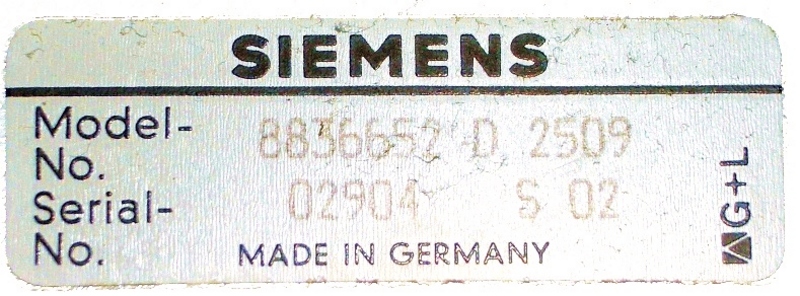 SIEMENS
Model-
No.
8836652 D 2509
Serial-
No.
02904 S 02
MADE IN GERMANY
G+L